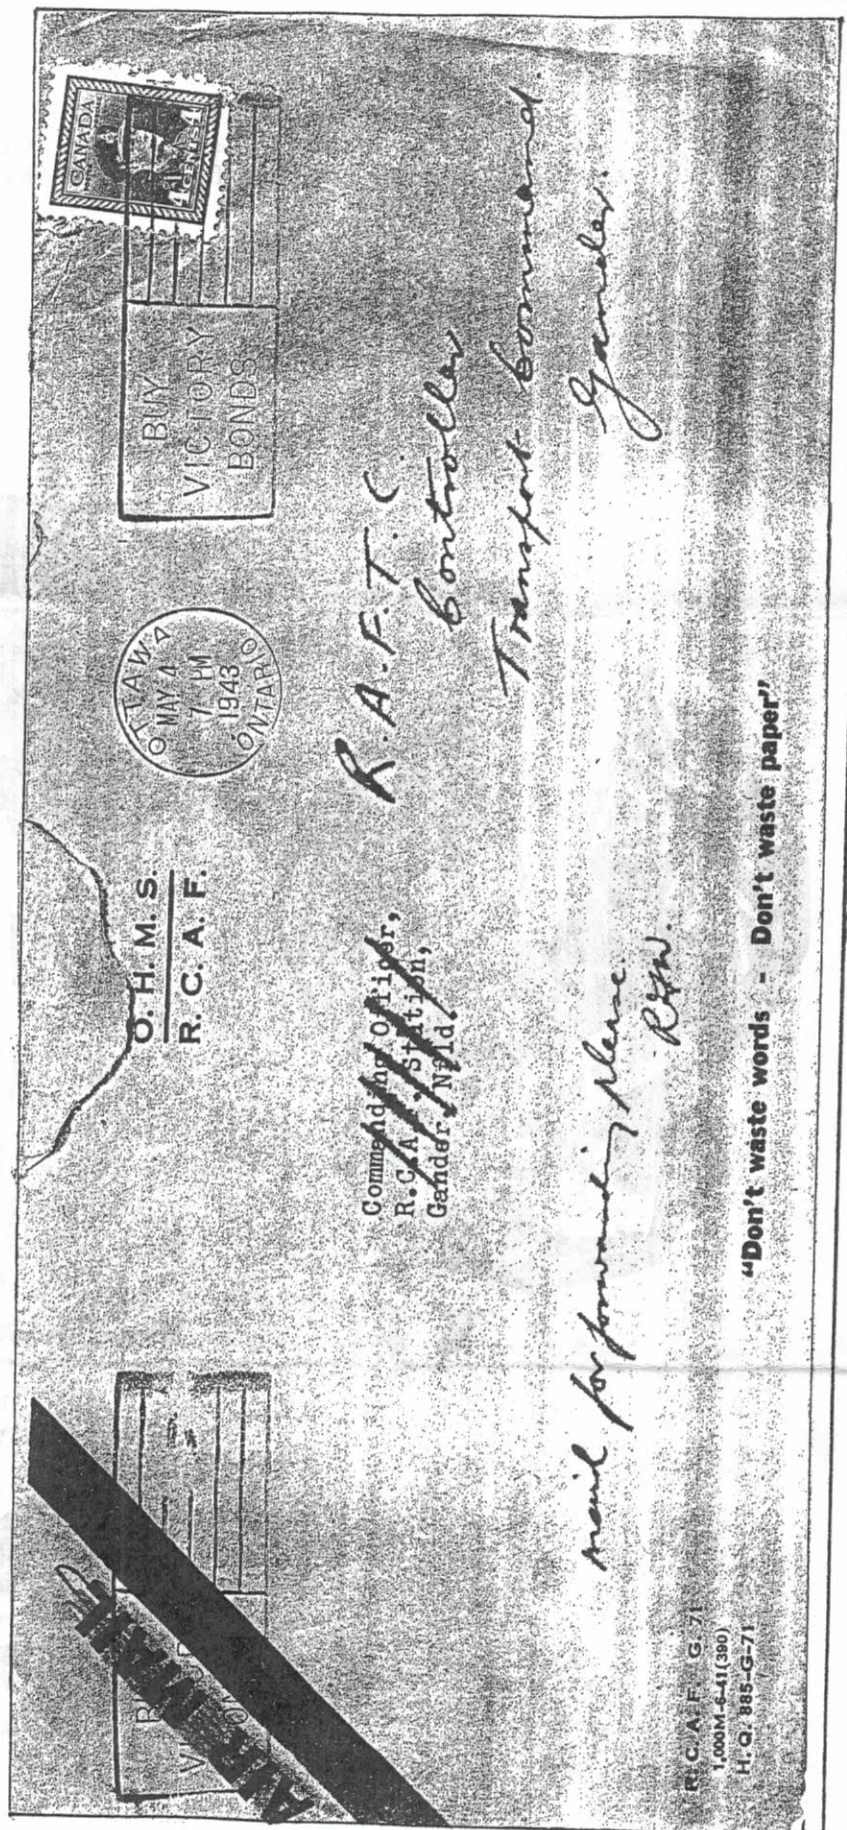 CANADA
4 CENTS 4
BUY
VICTORY
BONDS
OTTAWA
MAY 4
7 PM
1943
ONTARIO
O. H. M. S.
R. C. A. F.
AIR MAIL
Commanding Officer,
R.C.A.F. Station,
Gander, Nfld.
R.A.F.T.C.
Controller
Transport Command.
Gander.
mail for forwarding please.
"Don't waste words - Don't waste paper"
R. C. A. F. G. 71
1,000M-6-41(390)
H. Q. 885-G-71